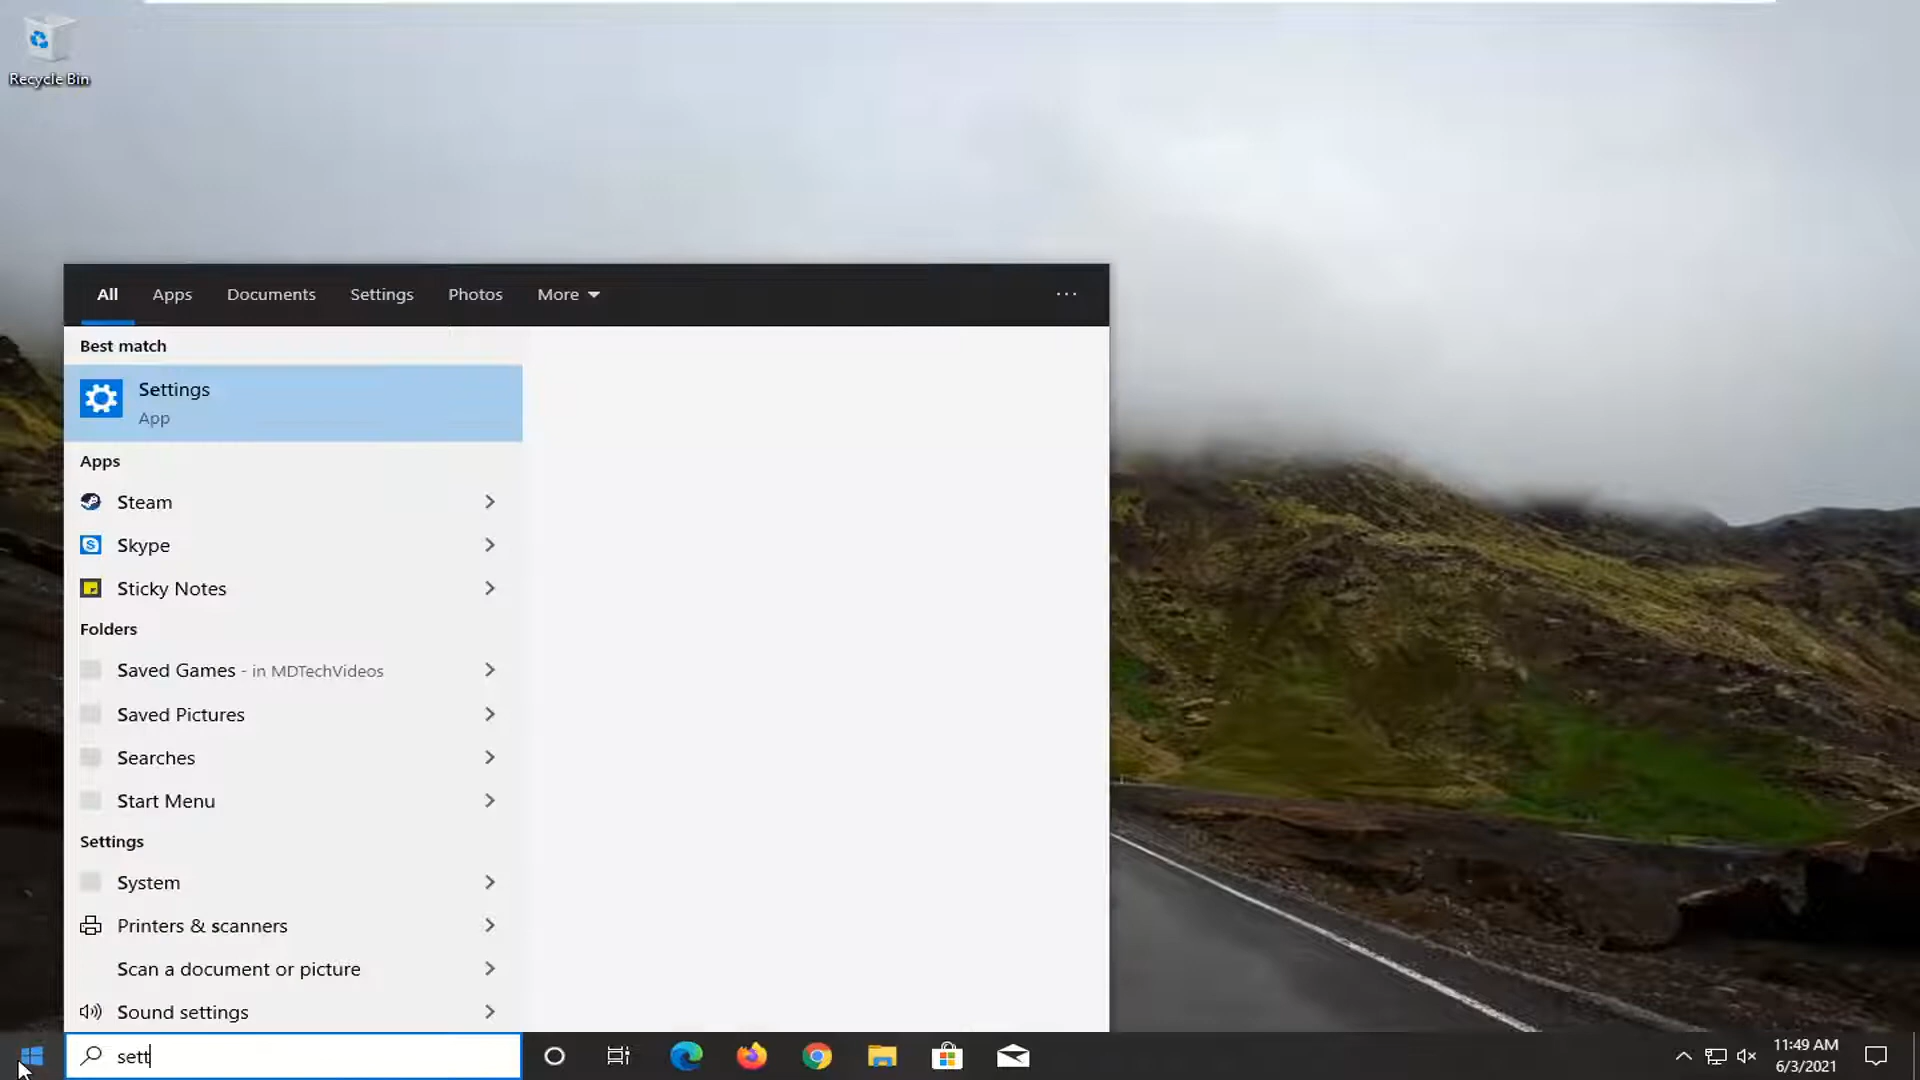 Recycle Bin
All Apps Documents Settings Photos More ...
Best match
Settings
App
Apps
Steam
Skype
Sticky Notes
Folders
Saved Games - in MDTechVideos
Saved Pictures
Searches
Start Menu
Settings
System
Printers & scanners
Scan a document or picture
Sound settings
sett
11:49 AM
6/3/2021